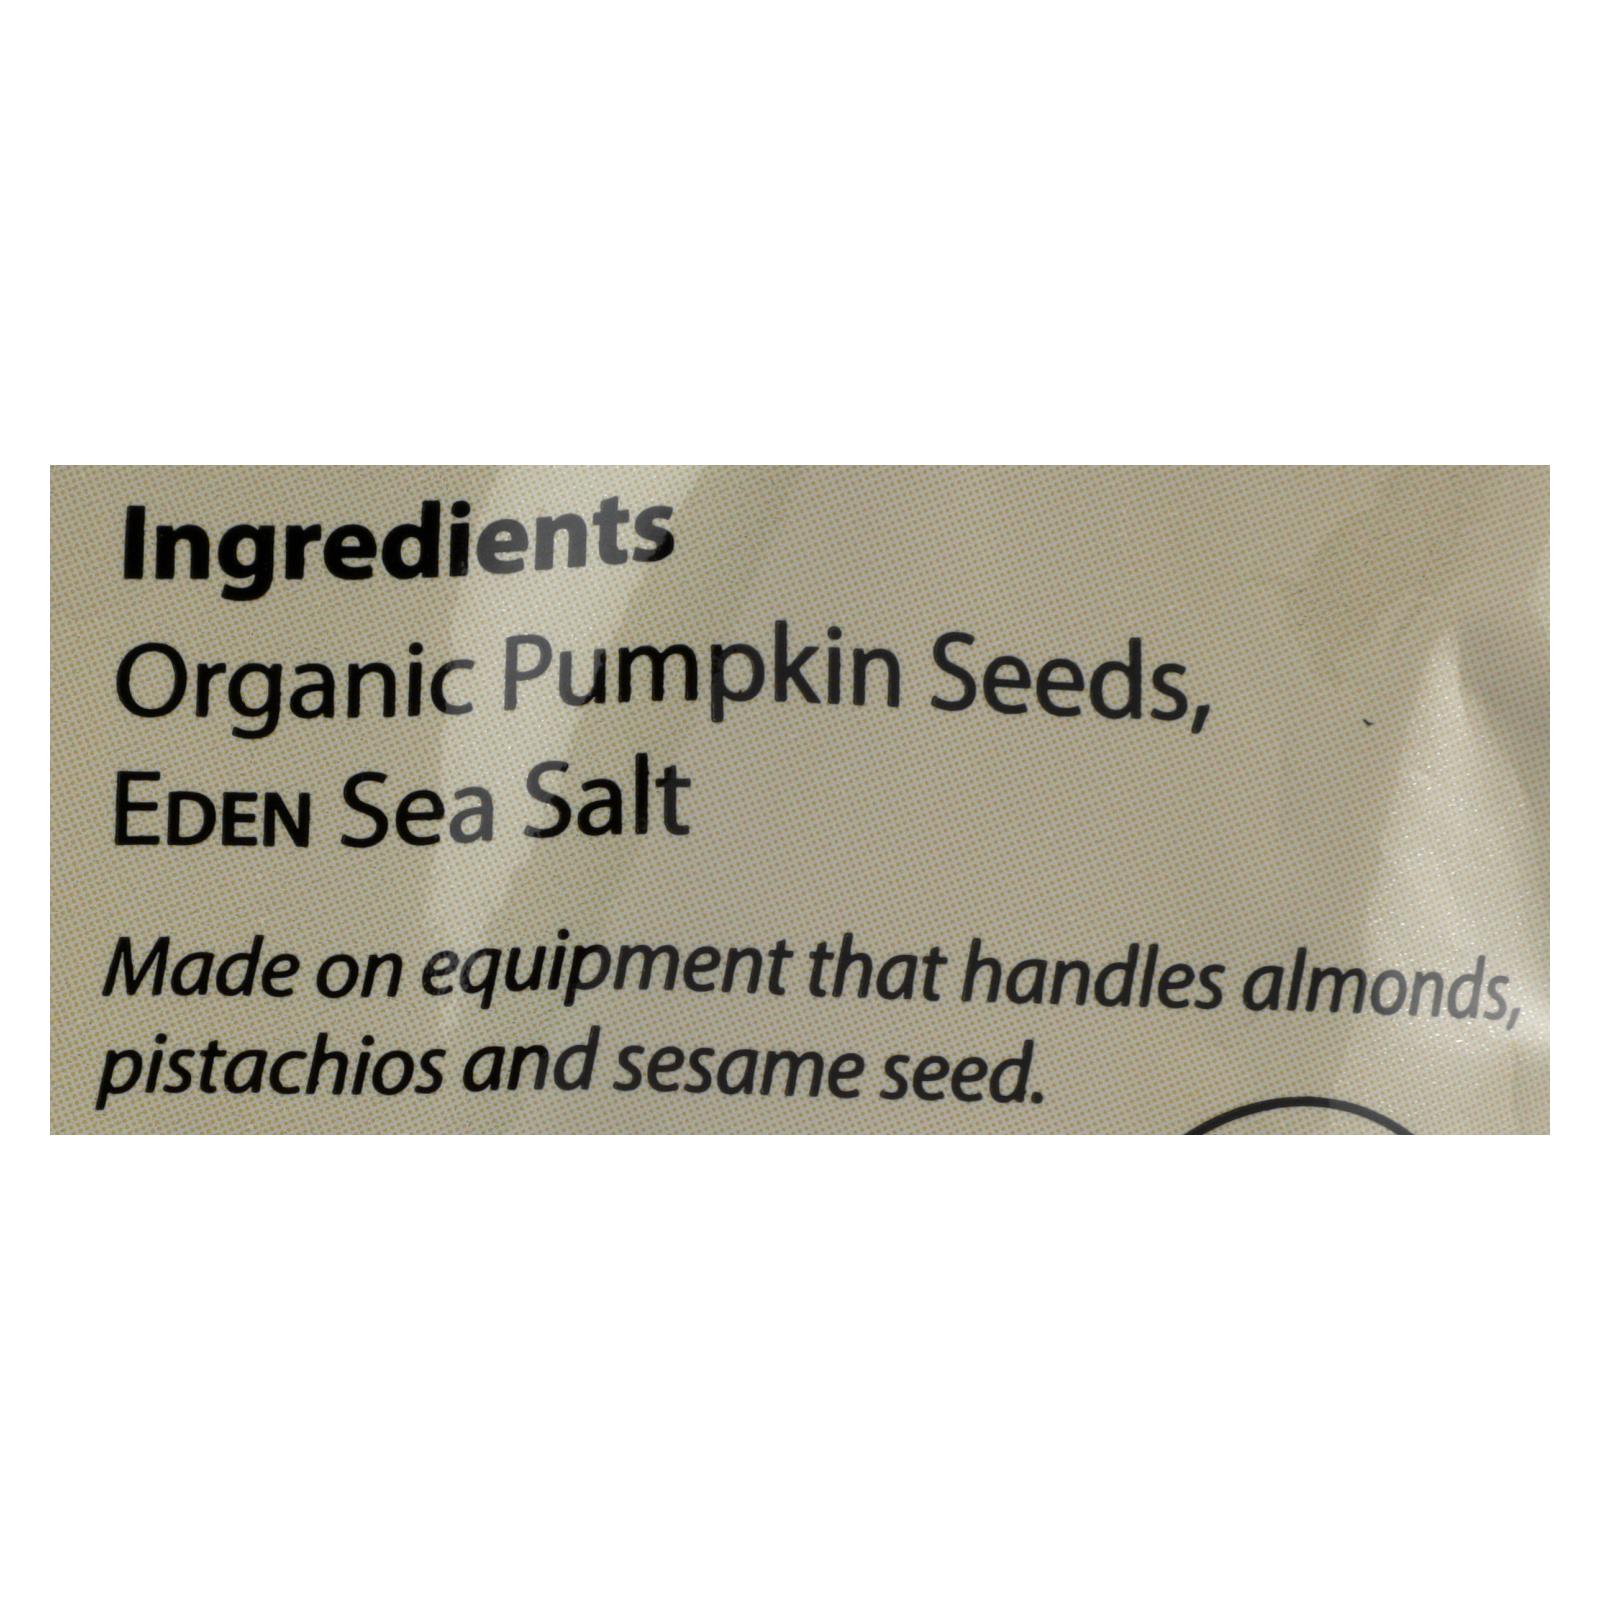 Ingredients
Organic Pumpkin Seeds,
EDEN Sea Salt
Made on equipment that handles almonds,
pistachios and sesame seed.